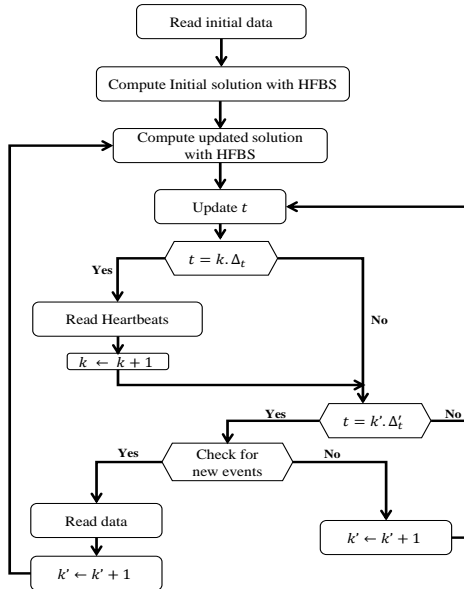 Read initial data
Compute Initial solution with HFBS
Compute updated solution
with HFBS
Update t
t = k. Δt
Yes
Read Heartbeats
No
k ← k + 1
Yes
t = k'. Δ't
No
Yes
Check for
new events
No
Read data
k' ← k' + 1
k' ← k' + 1